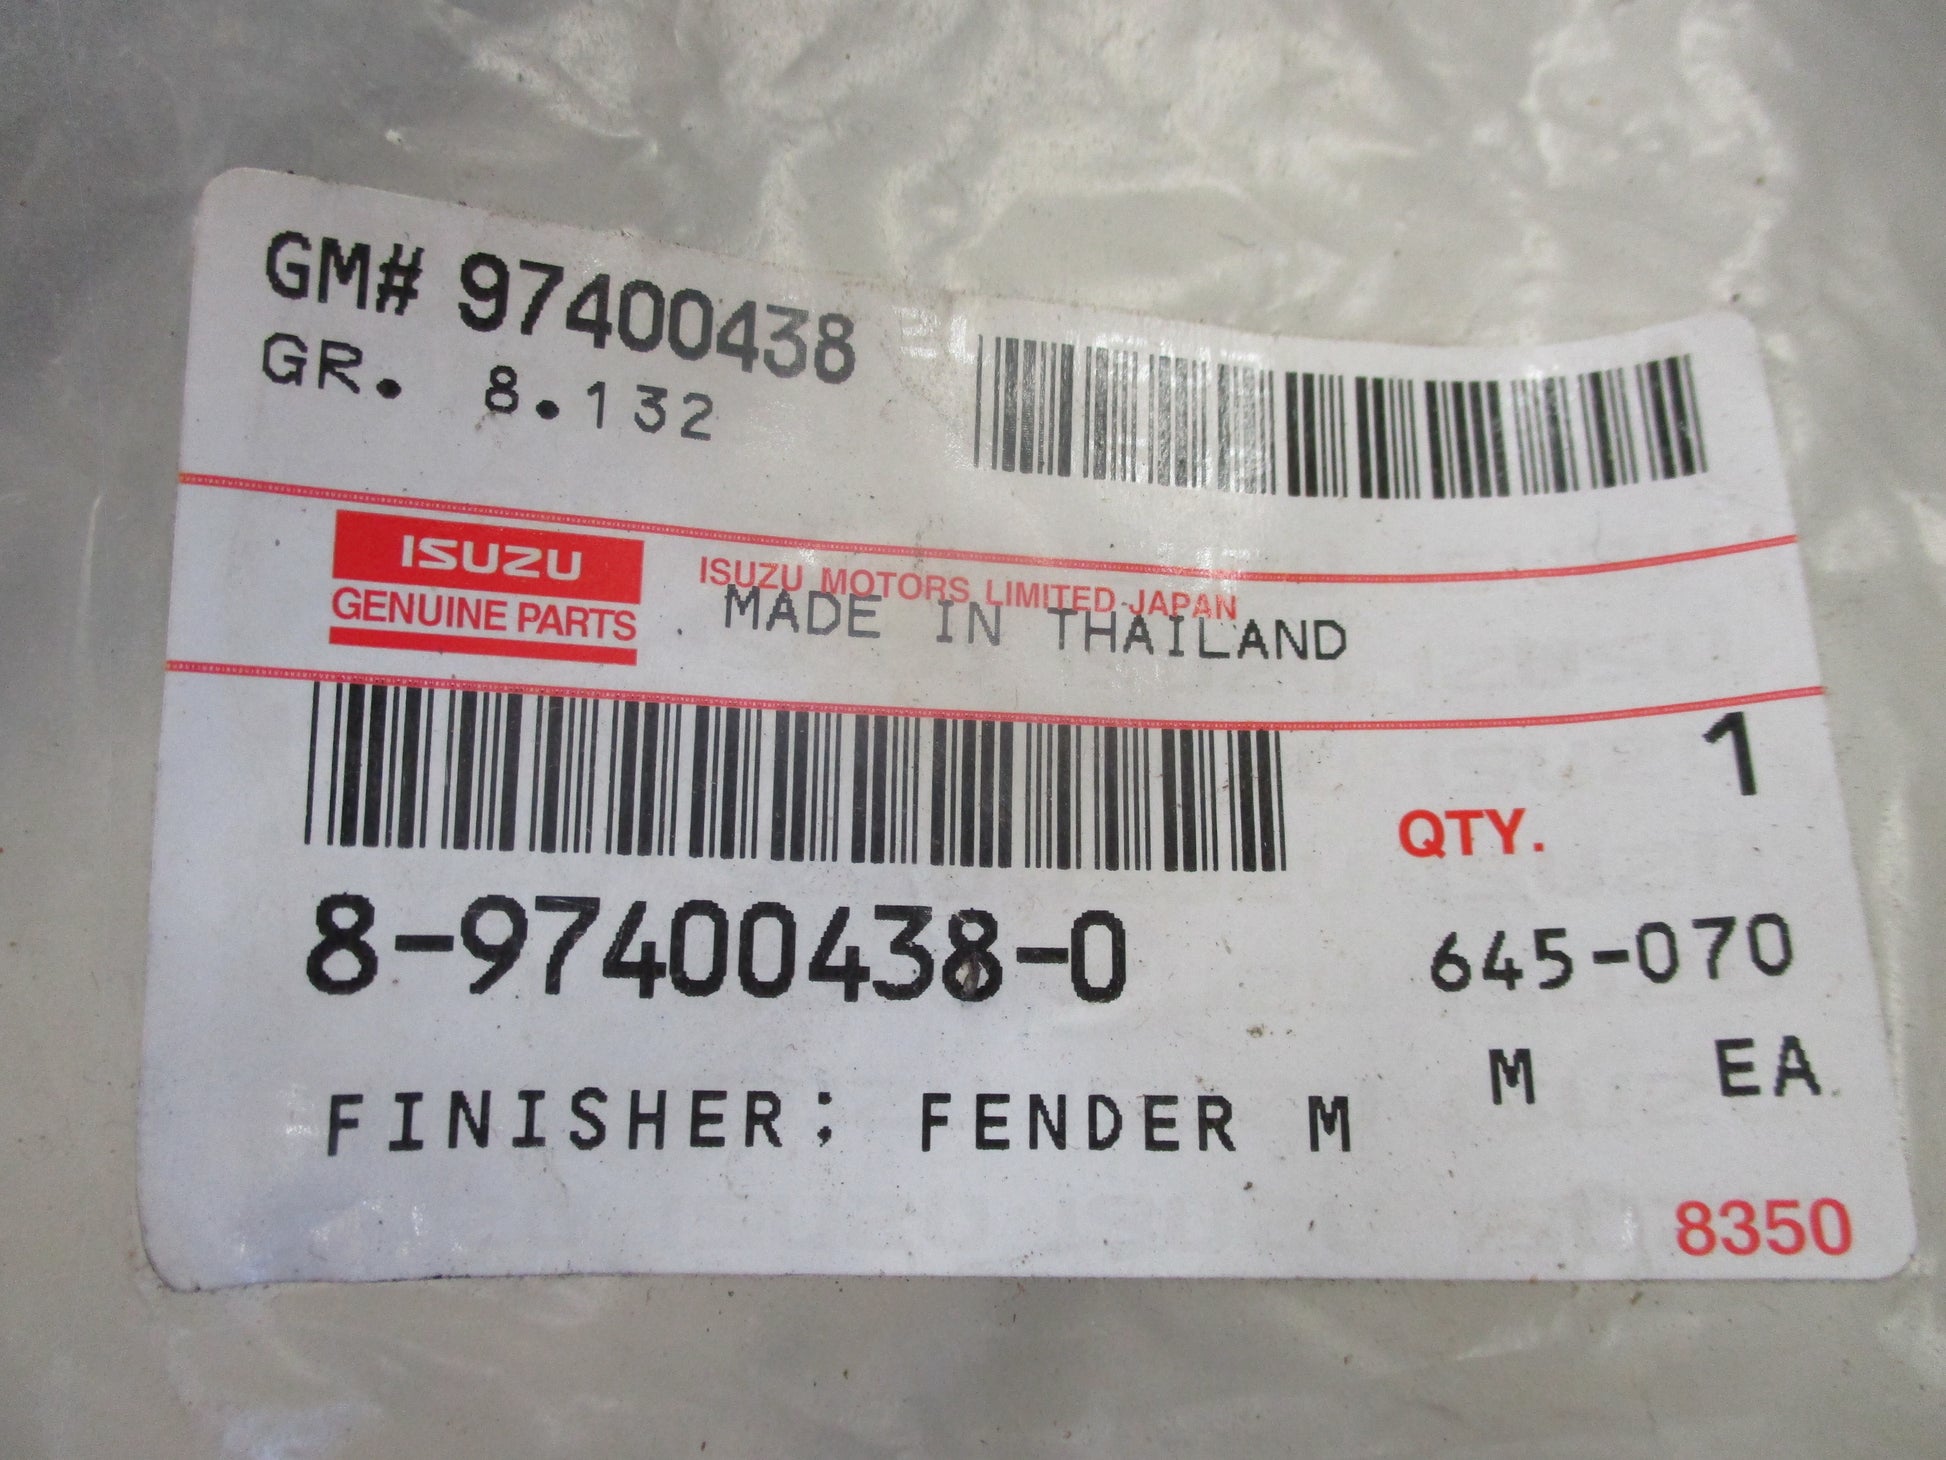 GM# 97400438
GR. 8.132
ISUZU
GENUINE PARTS
ISUZU MOTORS LIMITED JAPAN
MADE IN THAILAND
1
QTY.
8-97400438-0
645-070
M EA
FINISHER; FENDER M
8350